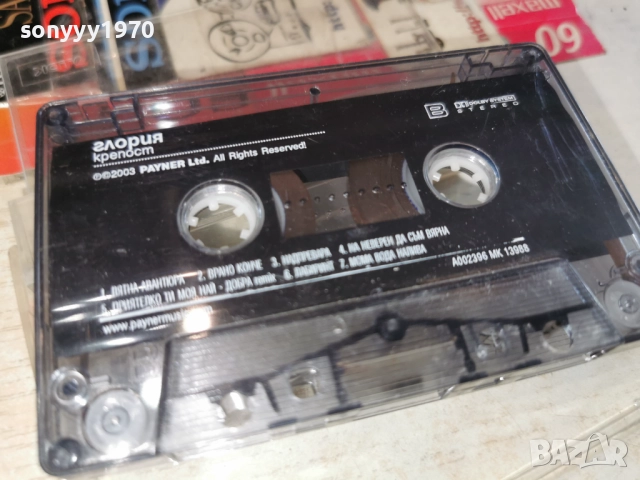 sonyyy1970
maxell
60
глория
крепост
℗©2003 PAYNER Ltd. All Rights Reserved!
B DOLBY SYSTEM
STEREO
1. ЛЯТНА АВАНТЮРА 2. ВРАНО КОНЧЕ 3. НАДПРЕВАРА 4. НА НЕВЕРЕН ДА СЪМ ВЯРНА
5. ПРИЯТЕЛКО ТИ МОЯ НАЙ - ДОБРА remix 6. ЛАБИРИНТ 7. МОМА ВОДА НАЛИВА
A002396 MK 13988
www.paynermus
BAZAR